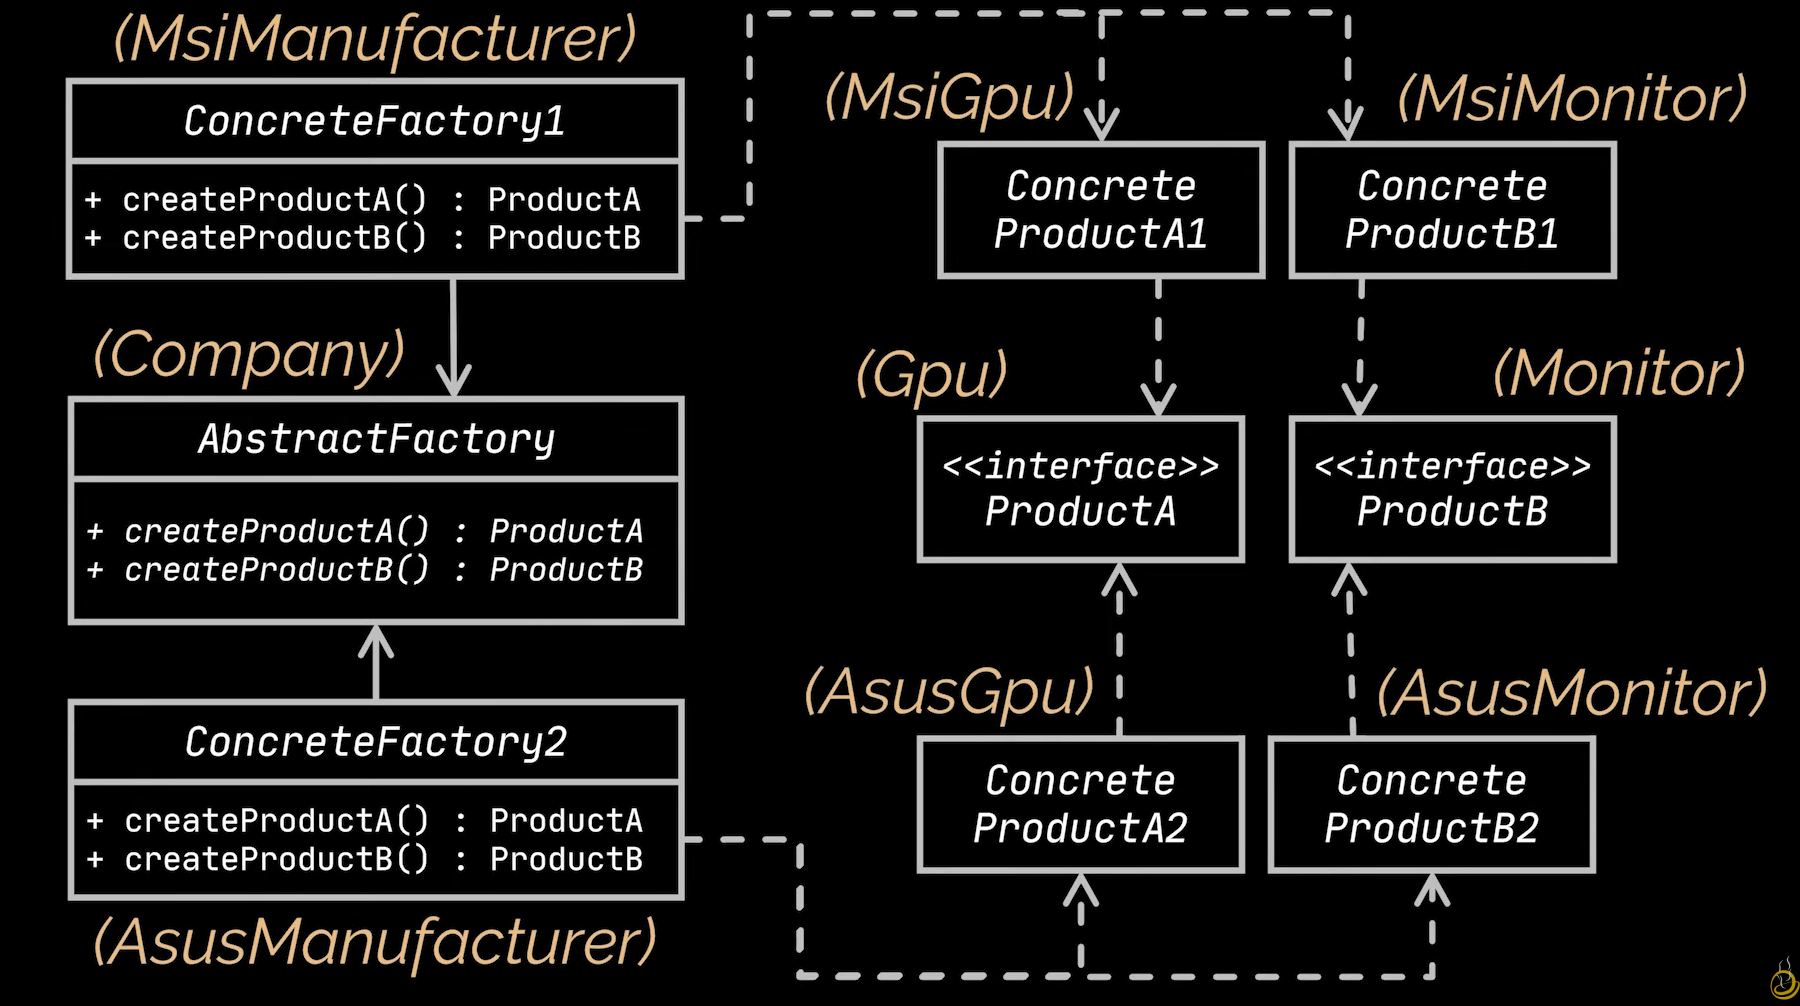 (MsiManufacturer)
ConcreteFactory1
+ createProductA() : ProductA
+ createProductB() : ProductB
(Company)
AbstractFactory
+ createProductA() : ProductA
+ createProductB() : ProductB
ConcreteFactory2
+ createProductA() : ProductA
+ createProductB() : ProductB
(AsusManufacturer)
(MsiGpu)
Concrete
ProductA1
(MsiMonitor)
Concrete
ProductB1
(Gpu)
<<interface>>
ProductA
(Monitor)
<<interface>>
ProductB
(AsusGpu)
Concrete
ProductA2
(AsusMonitor)
Concrete
ProductB2